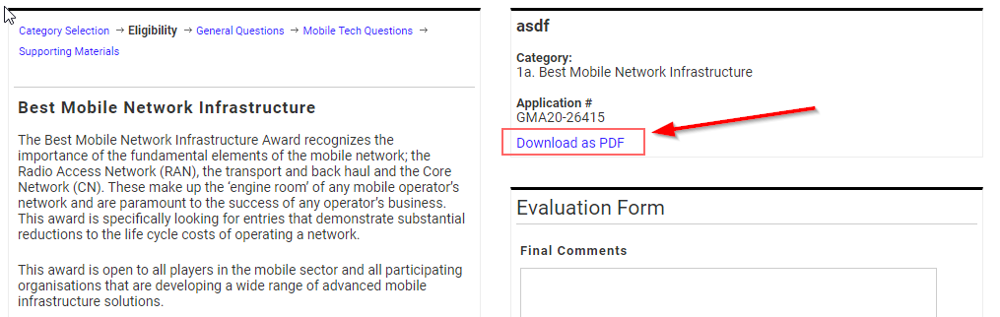 Category Selection → Eligibility → General Questions → Mobile Tech Questions →
Supporting Materials
Best Mobile Network Infrastructure
The Best Mobile Network Infrastructure Award recognizes the
importance of the fundamental elements of the mobile network; the
Radio Access Network (RAN), the transport and back haul and the Core
Network (CN). These make up the ‘engine room’ of any mobile operator’s
network and are paramount to the success of any operator’s business.
This award is specifically looking for entries that demonstrate substantial
reductions to the life cycle costs of operating a network.
This award is open to all players in the mobile sector and all participating
organisations that are developing a wide range of advanced mobile
infrastructure solutions.
asdf
Category:
1a. Best Mobile Network Infrastructure
Application #
GMA20-26415
Download as PDF
Evaluation Form
Final Comments